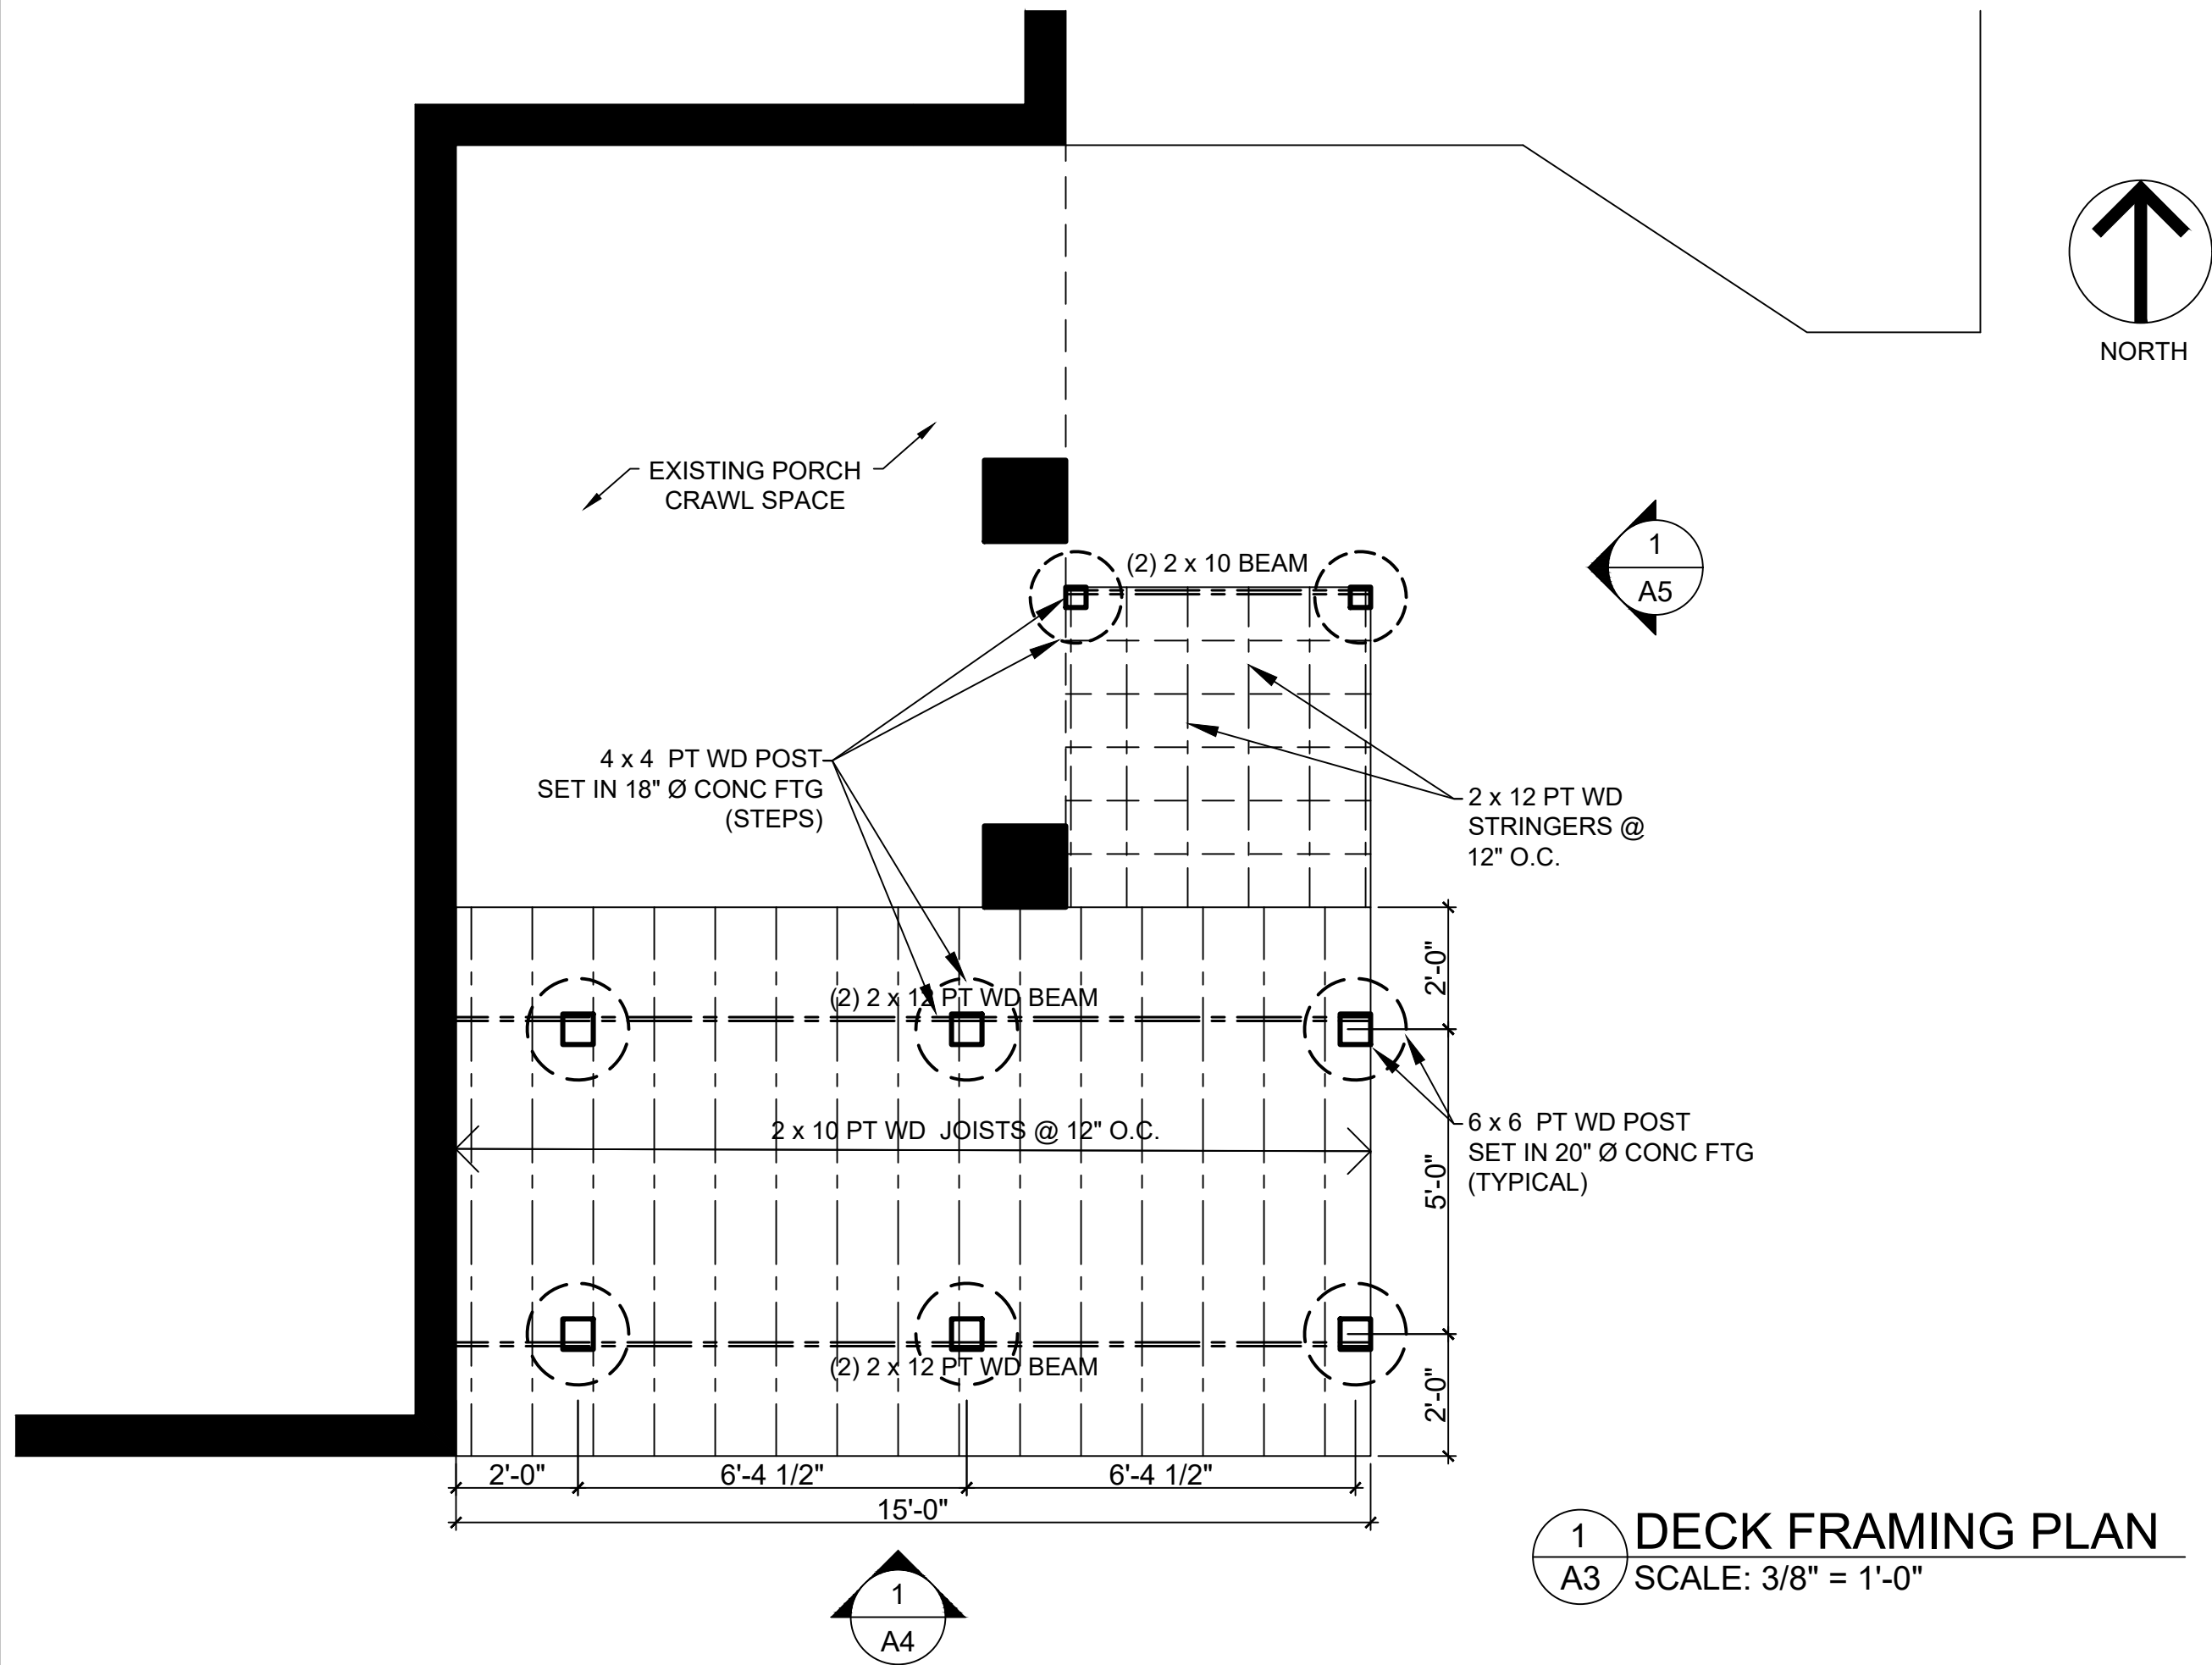 NORTH
EXISTING PORCH
CRAWL SPACE
(2) 2 x 10 BEAM
1
A5
4 x 4 PT WD POST
SET IN 18" Ø CONC FTG
(STEPS)
2 x 12 PT WD
STRINGERS @
12" O.C.
2'-0"
(2) 2 x 12 PT WD BEAM
2 x 10 PT WD JOISTS @ 12" O.C.
6 x 6 PT WD POST
SET IN 20" Ø CONC FTG
(TYPICAL)
5'-0"
(2) 2 x 12 PT WD BEAM
2'-0"
2'-0"
6'-4 1/2"
6'-4 1/2"
15'-0"
1
A4
1
A3
DECK FRAMING PLAN
SCALE: 3/8" = 1'-0"